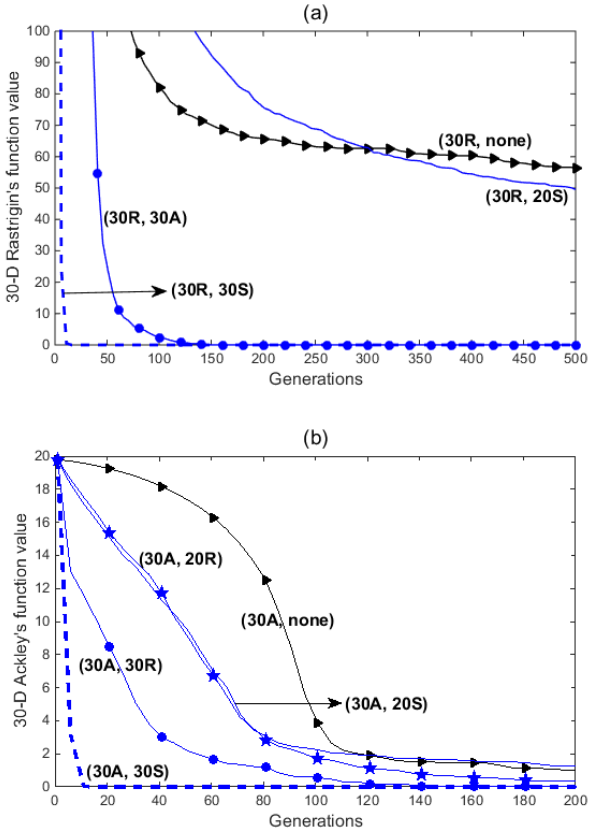 (a)
30-D Rastrigin's function value
100
90
80
70
60
50
40
30
20
10
0
(30R, none)
(30R, 20S)
(30R, 30A)
(30R, 30S)
0 50 100 150 200 250 300 350 400 450 500
Generations
(b)
30-D Ackley's function value
20
18
16
14
12
10
8
6
4
2
0
(30A, 20R)
(30A, none)
(30A, 30R)
(30A, 20S)
(30A, 30S)
0 20 40 60 80 100 120 140 160 180 200
Generations